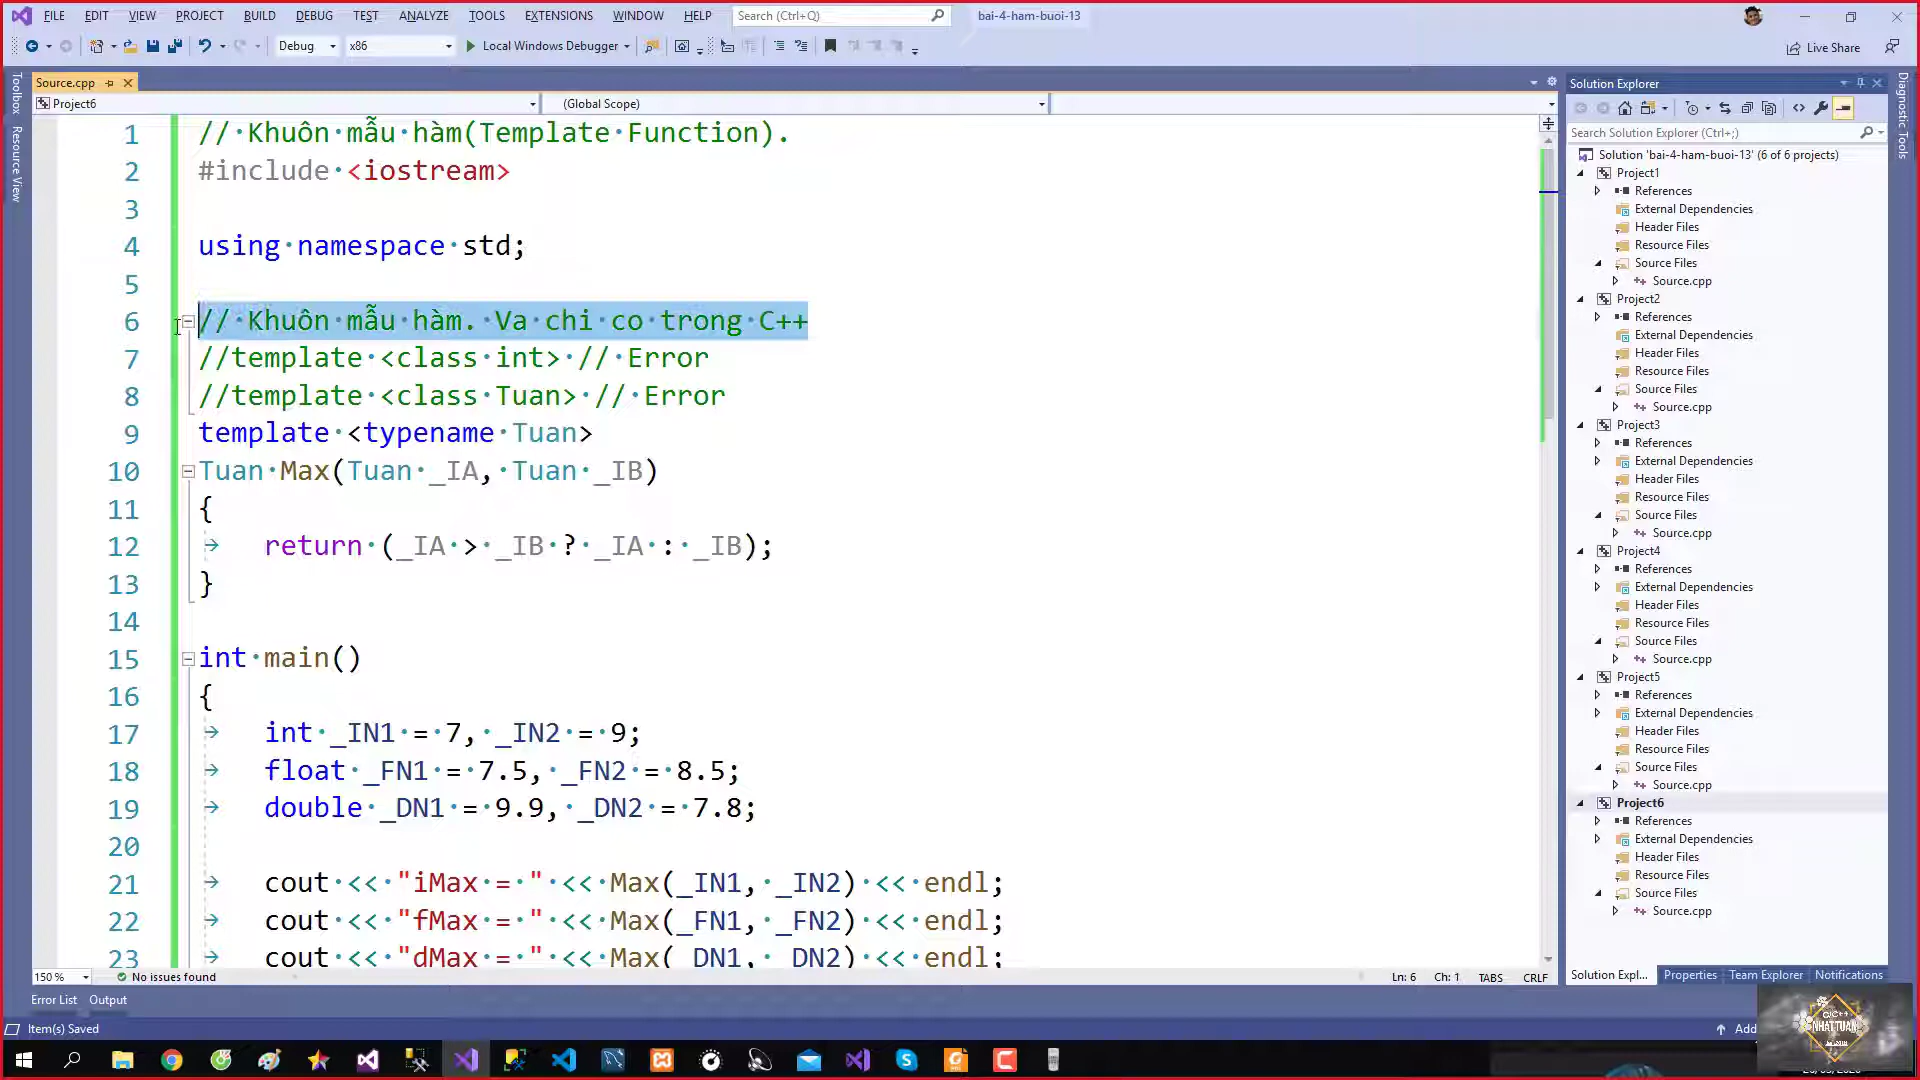 FILE EDIT VIEW PROJECT BUILD DEBUG TEST ANALYZE TOOLS EXTENSIONS WINDOW HELP Search (Ctrl+Q) bai-4-ham-buoi-13
Debug x86 Local Windows Debugger Live Share
Toolbox
Resource View
Source.cpp
Project6 (Global Scope)
1 // Khuôn mẫu hàm(Template Function).
2 #include <iostream>
3
4 using namespace std;
5
6 // Khuôn mẫu hàm. Va chi co trong C++
7 //template <class int> // Error
8 //template <class Tuan> // Error
9 template <typename Tuan>
10 Tuan Max(Tuan _IA, Tuan _IB)
11 {
12 return (_IA > _IB ? _IA : _IB);
13 }
14
15 int main()
16 {
17 int _IN1 = 7, _IN2 = 9;
18 float _FN1 = 7.5, _FN2 = 8.5;
19 double _DN1 = 9.9, _DN2 = 7.8;
20
21 cout << "iMax = " << Max(_IN1, _IN2) << endl;
22 cout << "fMax = " << Max(_FN1, _FN2) << endl;
23 cout << "dMax = " << Max(_DN1, _DN2) << endl;
150 % No issues found Ln: 6 Ch: 1 TABS CRLF
Error List Output
Item(s) Saved
Solution Explorer
Search Solution Explorer (Ctrl+;)
Solution 'bai-4-ham-buoi-13' (6 of 6 projects)
Project1
References
External Dependencies
Header Files
Resource Files
Source Files
Source.cpp
Project2
References
External Dependencies
Header Files
Resource Files
Source Files
Source.cpp
Project3
References
External Dependencies
Header Files
Resource Files
Source Files
Source.cpp
Project4
References
External Dependencies
Header Files
Resource Files
Source Files
Source.cpp
Project5
References
External Dependencies
Header Files
Resource Files
Source Files
Source.cpp
Project6
References
External Dependencies
Header Files
Resource Files
Source Files
Source.cpp
Solution Expl... Properties Team Explorer Notifications
Diagnostic Tools
Add
NHATTUAN